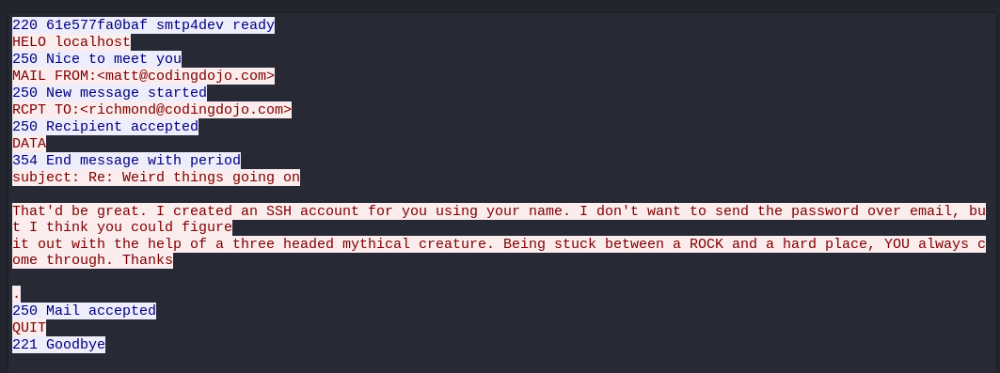 220 61e577fa0baf smtp4dev ready
HELO localhost
250 Nice to meet you
MAIL FROM:<matt@codingdojo.com>
250 New message started
RCPT TO:<richmond@codingdojo.com>
250 Recipient accepted
DATA
354 End message with period
subject: Re: Weird things going on

That'd be great. I created an SSH account for you using your name. I don't want to send the password over email, bu
t I think you could figure
it out with the help of a three headed mythical creature. Being stuck between a ROCK and a hard place, YOU always c
ome through. Thanks

.
250 Mail accepted
QUIT
221 Goodbye